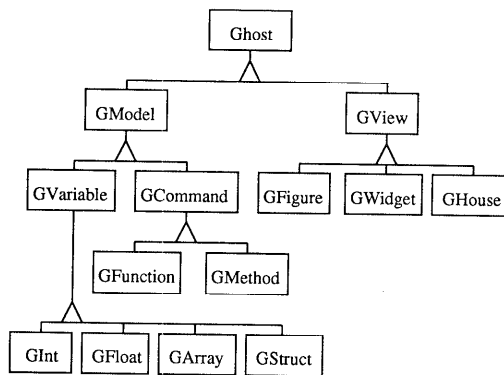 Ghost
GModel
GView
GVariable
GCommand
GFigure
GWidget
GHouse
GFunction
GMethod
GInt
GFloat
GArray
GStruct